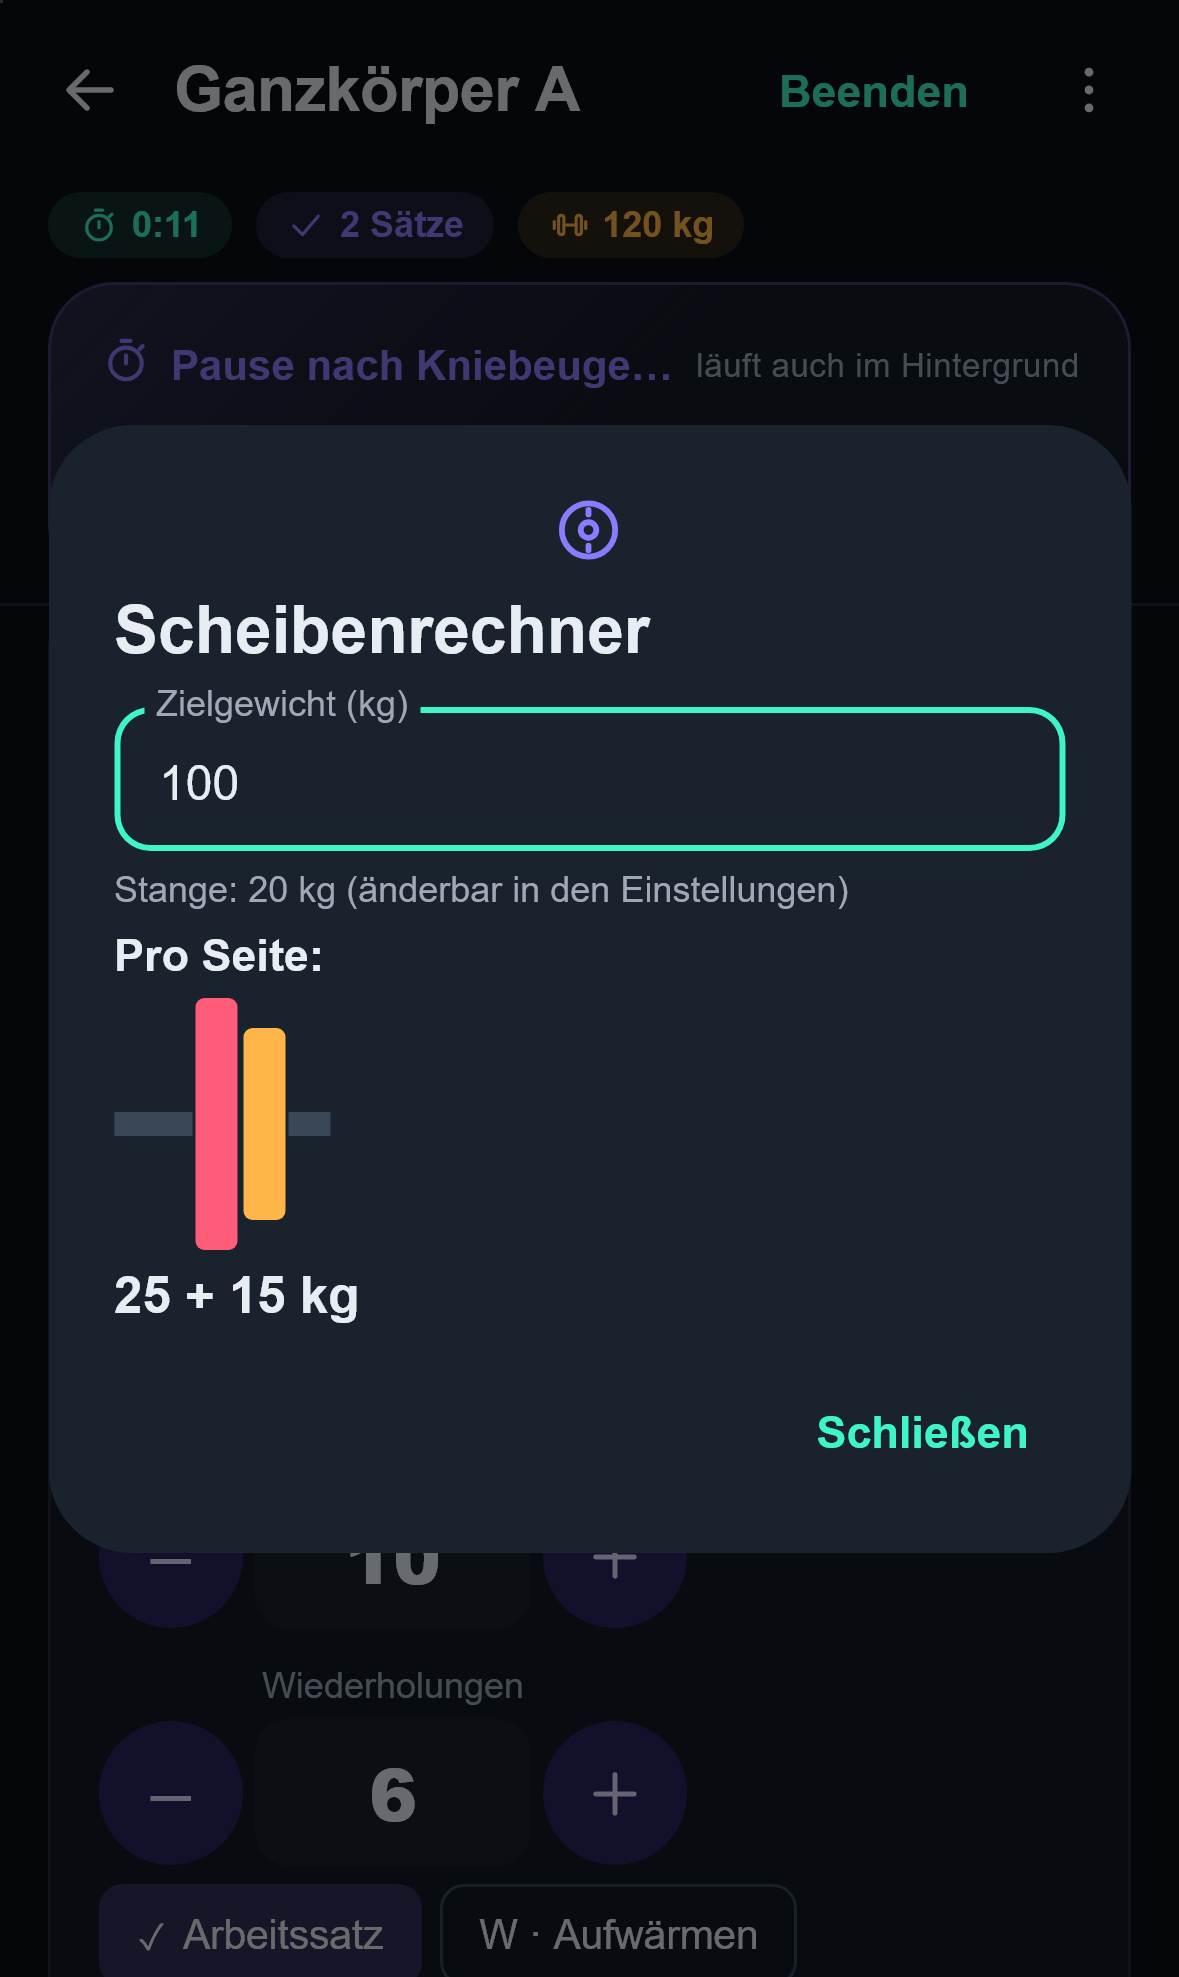 Ganzkörper A
Beenden
0:11
2 Sätze
120 kg
Pause nach Kniebeuge...
läuft auch im Hintergrund
Scheibenrechner
Zielgewicht (kg)
100
Stange: 20 kg (änderbar in den Einstellungen)
Pro Seite:
25 + 15 kg
Schließen
10
Wiederholungen
6
✓ Arbeitssatz
W · Aufwärmen